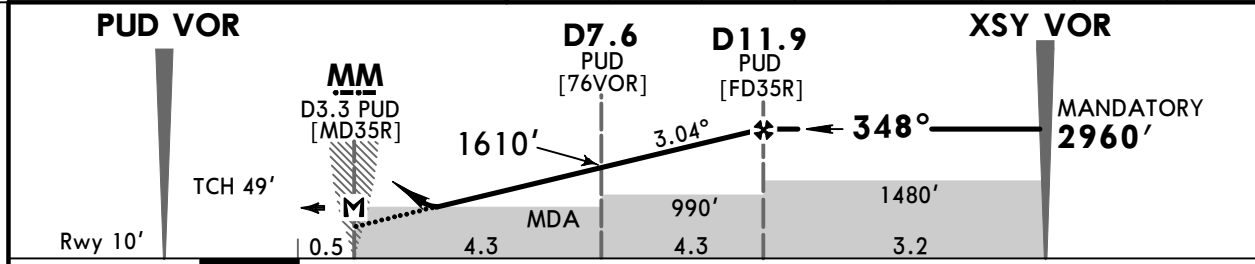 PUD VOR
XSY VOR
D7.6
PUD
[76VOR]
D11.9
PUD
[FD35R]
MM
D3.3 PUD
[MD35R]
1610'
3.04°
348°
MANDATORY
2960'
TCH 49'
M
MDA
990'
1480'
Rwy 10'
0.5
4.3
4.3
3.2